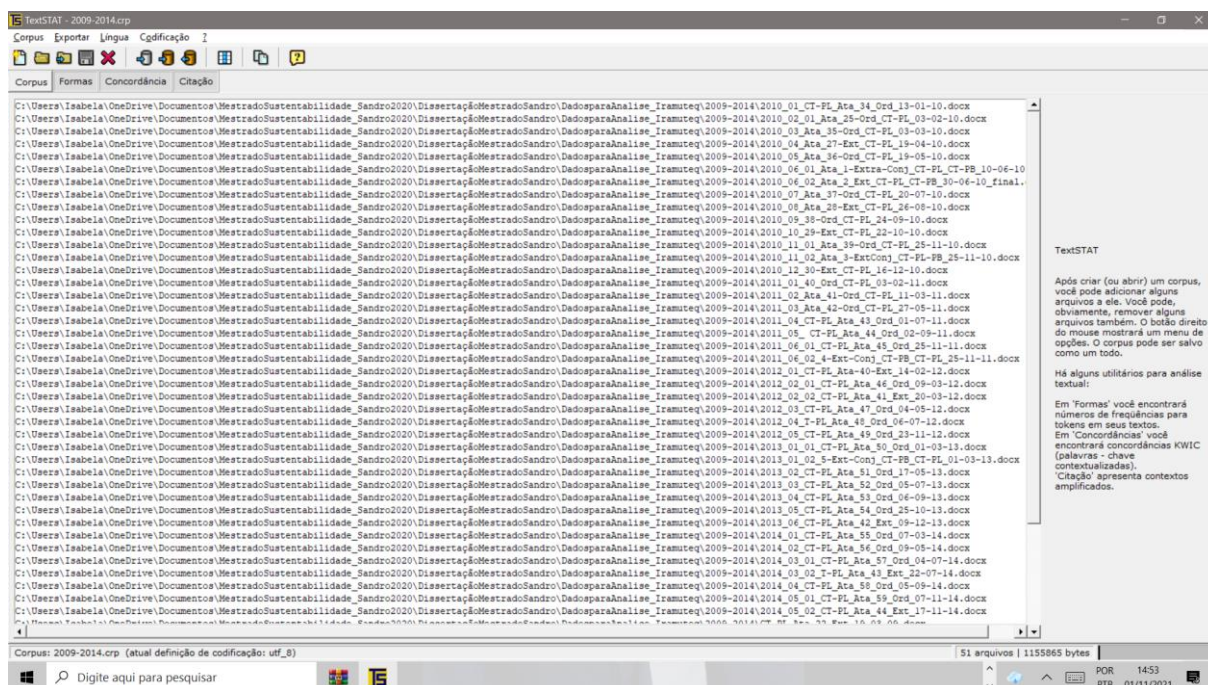 TextSTAT - 2009-2014.crp
Corpus Exportar Língua Codificação ?
Corpus Formas Concordância Citação
C:\Users\Isabela\OneDrive\Documentos\MestradoSustentabilidade_Sandro2020\DissertaçãoMestradoSandro\DadosparaAnalise_Iramuteq\2009-2014\2010_01_CT-PL_Ata_34_Ord_13-01-10.docx
C:\Users\Isabela\OneDrive\Documentos\MestradoSustentabilidade_Sandro2020\DissertaçãoMestradoSandro\DadosparaAnalise_Iramuteq\2009-2014\2010_02_01_Ata_25-Ord_CT-PL_03-02-10.docx
C:\Users\Isabela\OneDrive\Documentos\MestradoSustentabilidade_Sandro2020\DissertaçãoMestradoSandro\DadosparaAnalise_Iramuteq\2009-2014\2010_03_Ata_35-Ord_CT-PL_03-03-10.docx
C:\Users\Isabela\OneDrive\Documentos\MestradoSustentabilidade_Sandro2020\DissertaçãoMestradoSandro\DadosparaAnalise_Iramuteq\2009-2014\2010_04_Ata_27-Ext_CT-PL_19-04-10.docx
C:\Users\Isabela\OneDrive\Documentos\MestradoSustentabilidade_Sandro2020\DissertaçãoMestradoSandro\DadosparaAnalise_Iramuteq\2009-2014\2010_05_Ata_36-Ord_CT-PL_19-05-10.docx
C:\Users\Isabela\OneDrive\Documentos\MestradoSustentabilidade_Sandro2020\DissertaçãoMestradoSandro\DadosparaAnalise_Iramuteq\2009-2014\2010_06_01_Ata_1-Extra-Conj_CT-PL_CT-PB_10-06-10
C:\Users\Isabela\OneDrive\Documentos\MestradoSustentabilidade_Sandro2020\DissertaçãoMestradoSandro\DadosparaAnalise_Iramuteq\2009-2014\2010_06_02_Ata_2_Ext_CT-PL_CT-PB_30-06-10_final.
C:\Users\Isabela\OneDrive\Documentos\MestradoSustentabilidade_Sandro2020\DissertaçãoMestradoSandro\DadosparaAnalise_Iramuteq\2009-2014\2010_07_Ata_37-Ord_CT-PL_20-07-10.docx
C:\Users\Isabela\OneDrive\Documentos\MestradoSustentabilidade_Sandro2020\DissertaçãoMestradoSandro\DadosparaAnalise_Iramuteq\2009-2014\2010_08_Ata_28-Ext_CT-PL_26-08-10.docx
C:\Users\Isabela\OneDrive\Documentos\MestradoSustentabilidade_Sandro2020\DissertaçãoMestradoSandro\DadosparaAnalise_Iramuteq\2009-2014\2010_09_38-Ord_CT-PL_24-09-10.docx
C:\Users\Isabela\OneDrive\Documentos\MestradoSustentabilidade_Sandro2020\DissertaçãoMestradoSandro\DadosparaAnalise_Iramuteq\2009-2014\2010_10_29-Ext_CT-PL_22-10-10.docx
C:\Users\Isabela\OneDrive\Documentos\MestradoSustentabilidade_Sandro2020\DissertaçãoMestradoSandro\DadosparaAnalise_Iramuteq\2009-2014\2010_11_01_Ata_39-Ord_CT-PL_25-11-10.docx
C:\Users\Isabela\OneDrive\Documentos\MestradoSustentabilidade_Sandro2020\DissertaçãoMestradoSandro\DadosparaAnalise_Iramuteq\2009-2014\2010_11_02_Ata_3-ExtConj_CT-PL-PB_25-11-10.docx
C:\Users\Isabela\OneDrive\Documentos\MestradoSustentabilidade_Sandro2020\DissertaçãoMestradoSandro\DadosparaAnalise_Iramuteq\2009-2014\2010_12_30-Ext_CT-PL_16-12-10.docx
C:\Users\Isabela\OneDrive\Documentos\MestradoSustentabilidade_Sandro2020\DissertaçãoMestradoSandro\DadosparaAnalise_Iramuteq\2009-2014\2011_01_40_Ord_CT-PL_03-02-11.docx
C:\Users\Isabela\OneDrive\Documentos\MestradoSustentabilidade_Sandro2020\DissertaçãoMestradoSandro\DadosparaAnalise_Iramuteq\2009-2014\2011_02_Ata_41-Ord_CT-PL_11-03-11.docx
C:\Users\Isabela\OneDrive\Documentos\MestradoSustentabilidade_Sandro2020\DissertaçãoMestradoSandro\DadosparaAnalise_Iramuteq\2009-2014\2011_03_Ata_42-Ord_CT-PL_27-05-11.docx
C:\Users\Isabela\OneDrive\Documentos\MestradoSustentabilidade_Sandro2020\DissertaçãoMestradoSandro\DadosparaAnalise_Iramuteq\2009-2014\2011_04_CT-PL_Ata_43_Ord_01-07-11.docx
C:\Users\Isabela\OneDrive\Documentos\MestradoSustentabilidade_Sandro2020\DissertaçãoMestradoSandro\DadosparaAnalise_Iramuteq\2009-2014\2011_05_ CT-PL_Ata_44_Ord_02-09-11.docx
C:\Users\Isabela\OneDrive\Documentos\MestradoSustentabilidade_Sandro2020\DissertaçãoMestradoSandro\DadosparaAnalise_Iramuteq\2009-2014\2011_06_01_CT-PL_Ata_45_Ord_25-11-11.docx
C:\Users\Isabela\OneDrive\Documentos\MestradoSustentabilidade_Sandro2020\DissertaçãoMestradoSandro\DadosparaAnalise_Iramuteq\2009-2014\2011_06_02_4-Ext-Conj_CT-PB_CT-PL_25-11-11.docx
C:\Users\Isabela\OneDrive\Documentos\MestradoSustentabilidade_Sandro2020\DissertaçãoMestradoSandro\DadosparaAnalise_Iramuteq\2009-2014\2012_01_CT-PL_Ata-40-Ext_14-02-12.docx
C:\Users\Isabela\OneDrive\Documentos\MestradoSustentabilidade_Sandro2020\DissertaçãoMestradoSandro\DadosparaAnalise_Iramuteq\2009-2014\2012_02_01_CT-PL_Ata_46_Ord_09-03-12.docx
C:\Users\Isabela\OneDrive\Documentos\MestradoSustentabilidade_Sandro2020\DissertaçãoMestradoSandro\DadosparaAnalise_Iramuteq\2009-2014\2012_02_02_CT-PL_Ata_41_Ext_20-03-12.docx
C:\Users\Isabela\OneDrive\Documentos\MestradoSustentabilidade_Sandro2020\DissertaçãoMestradoSandro\DadosparaAnalise_Iramuteq\2009-2014\2012_03_CT-PL_Ata_47_Ord_04-05-12.docx
C:\Users\Isabela\OneDrive\Documentos\MestradoSustentabilidade_Sandro2020\DissertaçãoMestradoSandro\DadosparaAnalise_Iramuteq\2009-2014\2012_04_T-PL_Ata_48_Ord_06-07-12.docx
C:\Users\Isabela\OneDrive\Documentos\MestradoSustentabilidade_Sandro2020\DissertaçãoMestradoSandro\DadosparaAnalise_Iramuteq\2009-2014\2012_05_CT-PL_Ata_49_Ord_23-11-12.docx
C:\Users\Isabela\OneDrive\Documentos\MestradoSustentabilidade_Sandro2020\DissertaçãoMestradoSandro\DadosparaAnalise_Iramuteq\2009-2014\2013_01_01_CT-PL_Ata_50_Ord_01-03-13.docx
C:\Users\Isabela\OneDrive\Documentos\MestradoSustentabilidade_Sandro2020\DissertaçãoMestradoSandro\DadosparaAnalise_Iramuteq\2009-2014\2013_01_02_5-Ext-Conj_CT-PB_CT-PL_01-03-13.docx
C:\Users\Isabela\OneDrive\Documentos\MestradoSustentabilidade_Sandro2020\DissertaçãoMestradoSandro\DadosparaAnalise_Iramuteq\2009-2014\2013_02_CT-PL_Ata_51_Ord_17-05-13.docx
C:\Users\Isabela\OneDrive\Documentos\MestradoSustentabilidade_Sandro2020\DissertaçãoMestradoSandro\DadosparaAnalise_Iramuteq\2009-2014\2013_03_CT-PL_Ata_52_Ord_05-07-13.docx
C:\Users\Isabela\OneDrive\Documentos\MestradoSustentabilidade_Sandro2020\DissertaçãoMestradoSandro\DadosparaAnalise_Iramuteq\2009-2014\2013_04_CT-PL_Ata_53_Ord_06-09-13.docx
C:\Users\Isabela\OneDrive\Documentos\MestradoSustentabilidade_Sandro2020\DissertaçãoMestradoSandro\DadosparaAnalise_Iramuteq\2009-2014\2013_05_CT-PL_Ata_54_Ord_25-10-13.docx
C:\Users\Isabela\OneDrive\Documentos\MestradoSustentabilidade_Sandro2020\DissertaçãoMestradoSandro\DadosparaAnalise_Iramuteq\2009-2014\2013_06_CT-PL_Ata_42_Ext_09-12-13.docx
C:\Users\Isabela\OneDrive\Documentos\MestradoSustentabilidade_Sandro2020\DissertaçãoMestradoSandro\DadosparaAnalise_Iramuteq\2009-2014\2014_01_CT-PL_Ata_55_Ord_07-03-14.docx
C:\Users\Isabela\OneDrive\Documentos\MestradoSustentabilidade_Sandro2020\DissertaçãoMestradoSandro\DadosparaAnalise_Iramuteq\2009-2014\2014_02_CT-PL_Ata_56_Ord_09-05-14.docx
C:\Users\Isabela\OneDrive\Documentos\MestradoSustentabilidade_Sandro2020\DissertaçãoMestradoSandro\DadosparaAnalise_Iramuteq\2009-2014\2014_03_01_CT-PL_Ata_57_Ord_04-07-14.docx
C:\Users\Isabela\OneDrive\Documentos\MestradoSustentabilidade_Sandro2020\DissertaçãoMestradoSandro\DadosparaAnalise_Iramuteq\2009-2014\2014_03_02_T-PL_Ata_43_Ext_22-07-14.docx
C:\Users\Isabela\OneDrive\Documentos\MestradoSustentabilidade_Sandro2020\DissertaçãoMestradoSandro\DadosparaAnalise_Iramuteq\2009-2014\2014_04_CT-PL_Ata_58_Ord_05-09-14.docx
C:\Users\Isabela\OneDrive\Documentos\MestradoSustentabilidade_Sandro2020\DissertaçãoMestradoSandro\DadosparaAnalise_Iramuteq\2009-2014\2014_05_01_CT-PL_Ata_59_Ord_07-11-14.docx
C:\Users\Isabela\OneDrive\Documentos\MestradoSustentabilidade_Sandro2020\DissertaçãoMestradoSandro\DadosparaAnalise_Iramuteq\2009-2014\2014_05_02_CT-PL_Ata_44_Ext_17-11-14.docx
TextSTAT
Após criar (ou abrir) um corpus,
você pode adicionar alguns
arquivos a ele. Você pode,
obviamente, remover alguns
arquivos também. O botão direito
do mouse mostrará um menu de
opções. O corpus pode ser salvo
como um todo.
Há alguns utilitários para análise
textual:
Em 'Formas' você encontrará
números de freqüências para
tokens em seus textos.
Em 'Concordâncias' você
encontrará concordâncias KWIC
(palavras - chave
contextualizadas).
'Citação' apresenta contextos
amplificados.
Corpus: 2009-2014.crp (atual definição de codificação: utf_8)
51 arquivos | 1155865 bytes
Digite aqui para pesquisar
POR
14:53
PTB
01/11/2021